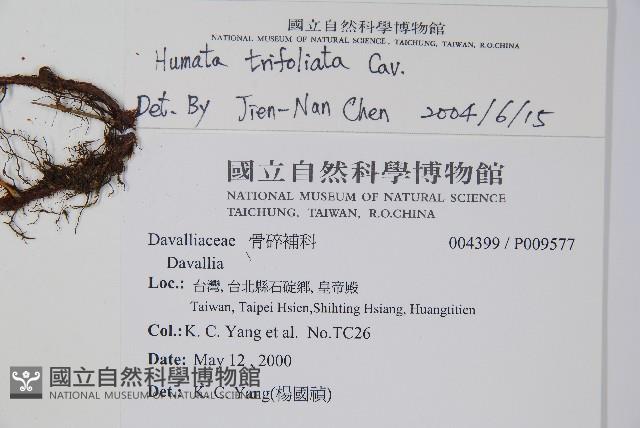 國立自然科學博物館
NATIONAL MUSEUM OF NATURAL SCIENCE, TAICHUNG, TAIWAN, R.O.CHINA
Humata trifoliata Cav.
Det. By Jien-Nan Chen 2004/6/15
國立自然科學博物館
NATIONAL MUSEUM OF NATURAL SCIENCE
TAICHUNG, TAIWAN, R.O.CHINA
Davalliaceae 骨碎補科 004399 / P009577
Davallia
Loc.: 台灣, 台北縣石碇鄉, 皇帝殿
Taiwan, Taipei Hsien,Shihting Hsiang, Huangtitien
Col.: K. C. Yang et al. No.TC26
Date: May 12 , 2000
Det.: K. C. Yang(楊國禎)
國立自然科學博物館
NATIONAL MUSEUM OF NATURAL SCIENCE